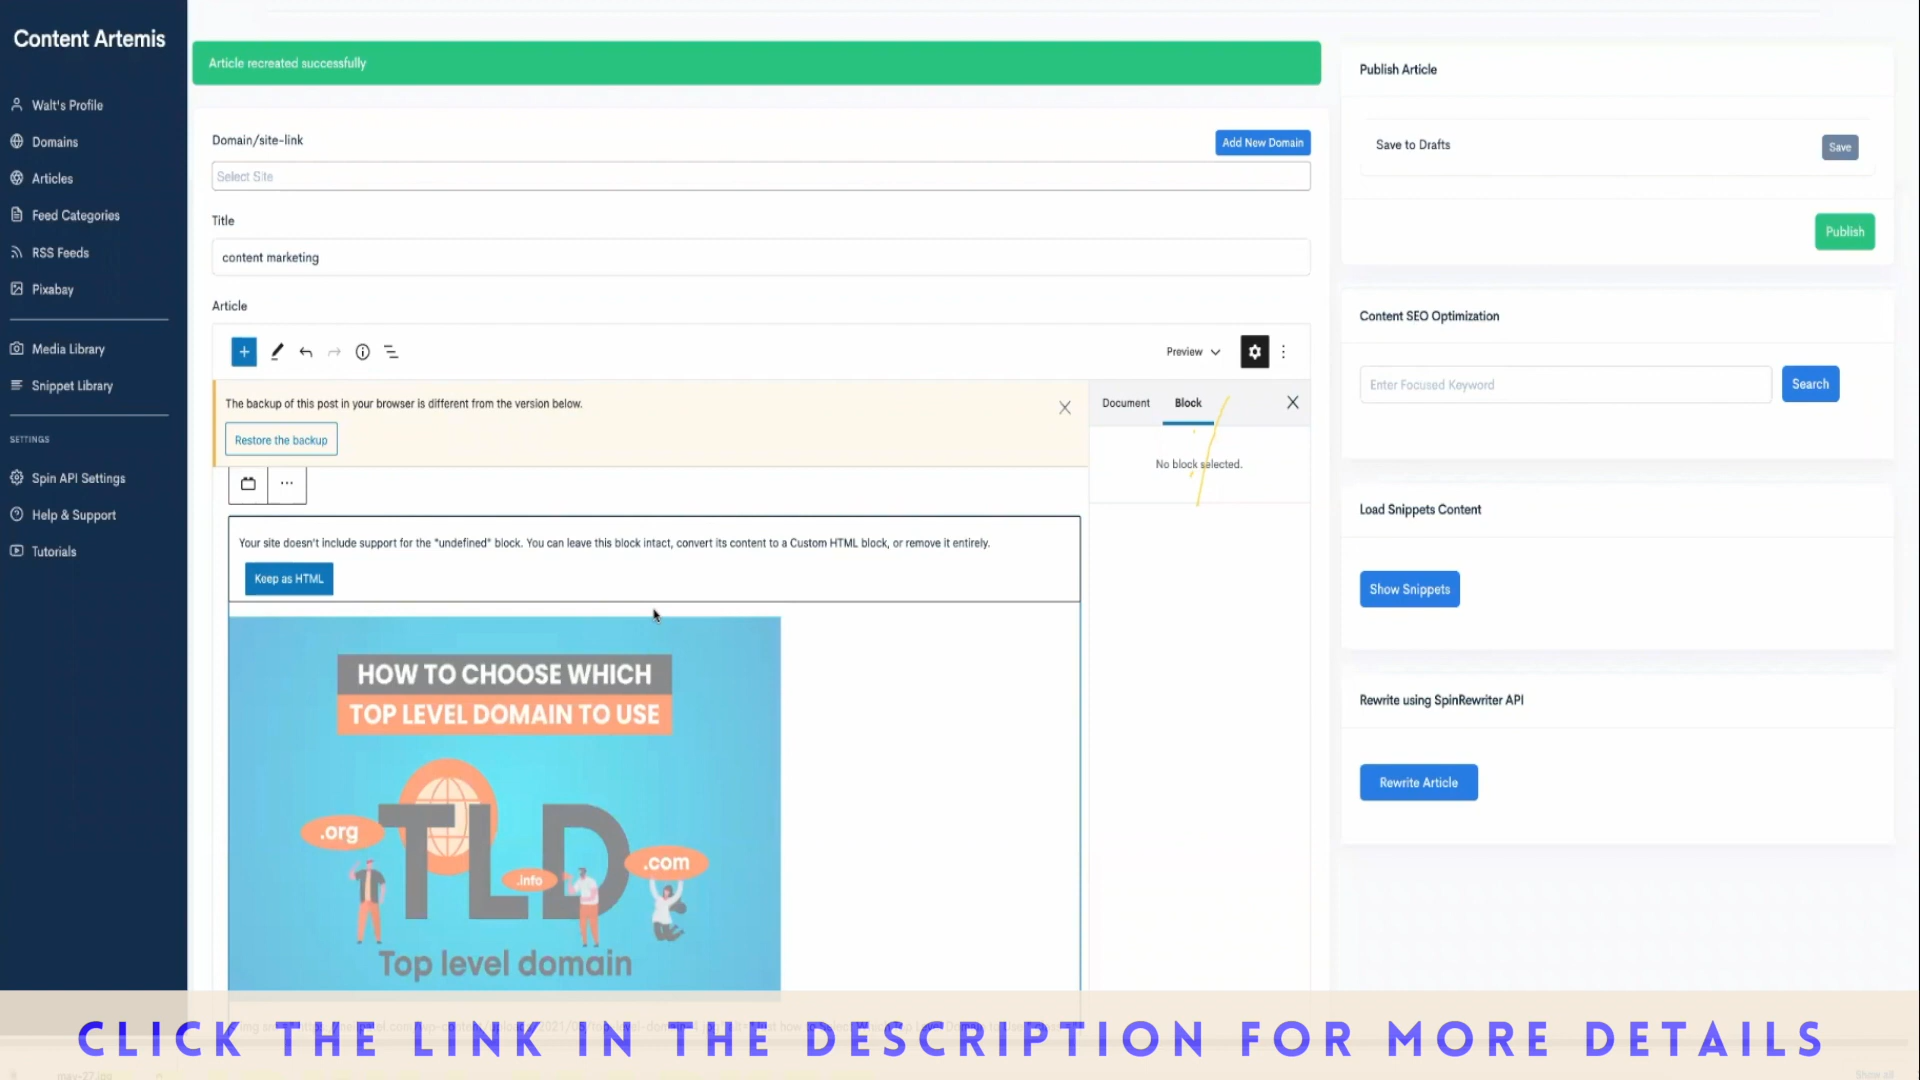 Content Artemis
Walt's Profile
Domains
Articles
Feed Categories
RSS Feeds
Pixabay
Media Library
Snippet Library
SETTINGS
Spin API Settings
Help & Support
Tutorials
Article recreated successfully
Domain/site-link
Add New Domain
Select Site
Title
content marketing
Article
Preview
The backup of this post in your browser is different from the version below.
Restore the backup
Document Block
No block selected.
Your site doesn't include support for the "undefined" block. You can leave this block intact, convert its content to a Custom HTML block, or remove it entirely.
Keep as HTML
HOW TO CHOOSE WHICH
TOP LEVEL DOMAIN TO USE
.org
TLD
.info
.com
Top level domain
Publish Article
Save to Drafts
Save
Publish
Content SEO Optimization
Enter Focused Keyword
Search
Load Snippets Content
Show Snippets
Rewrite using SpinRewriter API
Rewrite Article
CLICK THE LINK IN THE DESCRIPTION FOR MORE DETAILS
may-27.jpg
Show all